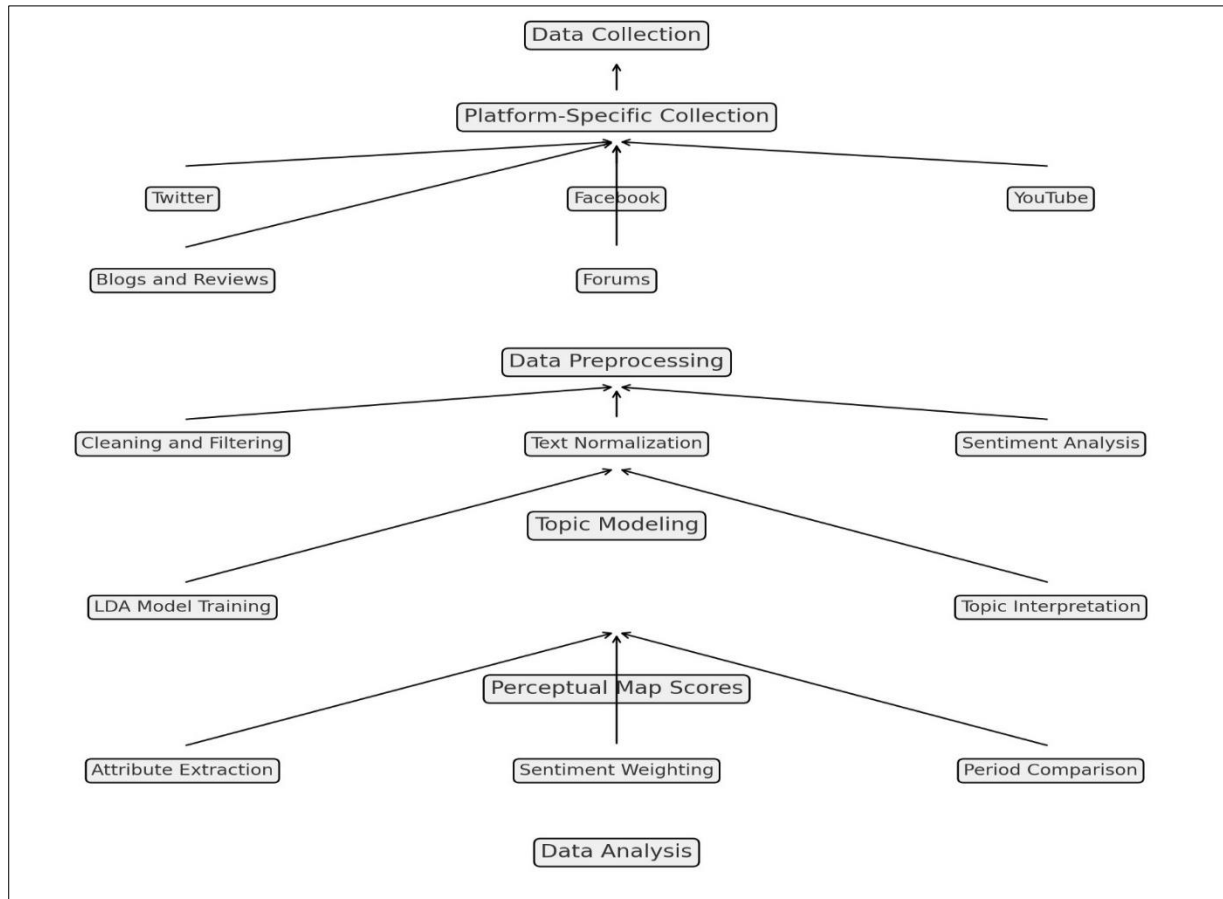 Data Collection
Platform-Specific Collection
Twitter
Facebook
YouTube
Blogs and Reviews
Forums
Data Preprocessing
Cleaning and Filtering
Text Normalization
Sentiment Analysis
Topic Modeling
LDA Model Training
Topic Interpretation
Perceptual Map Scores
Attribute Extraction
Sentiment Weighting
Period Comparison
Data Analysis